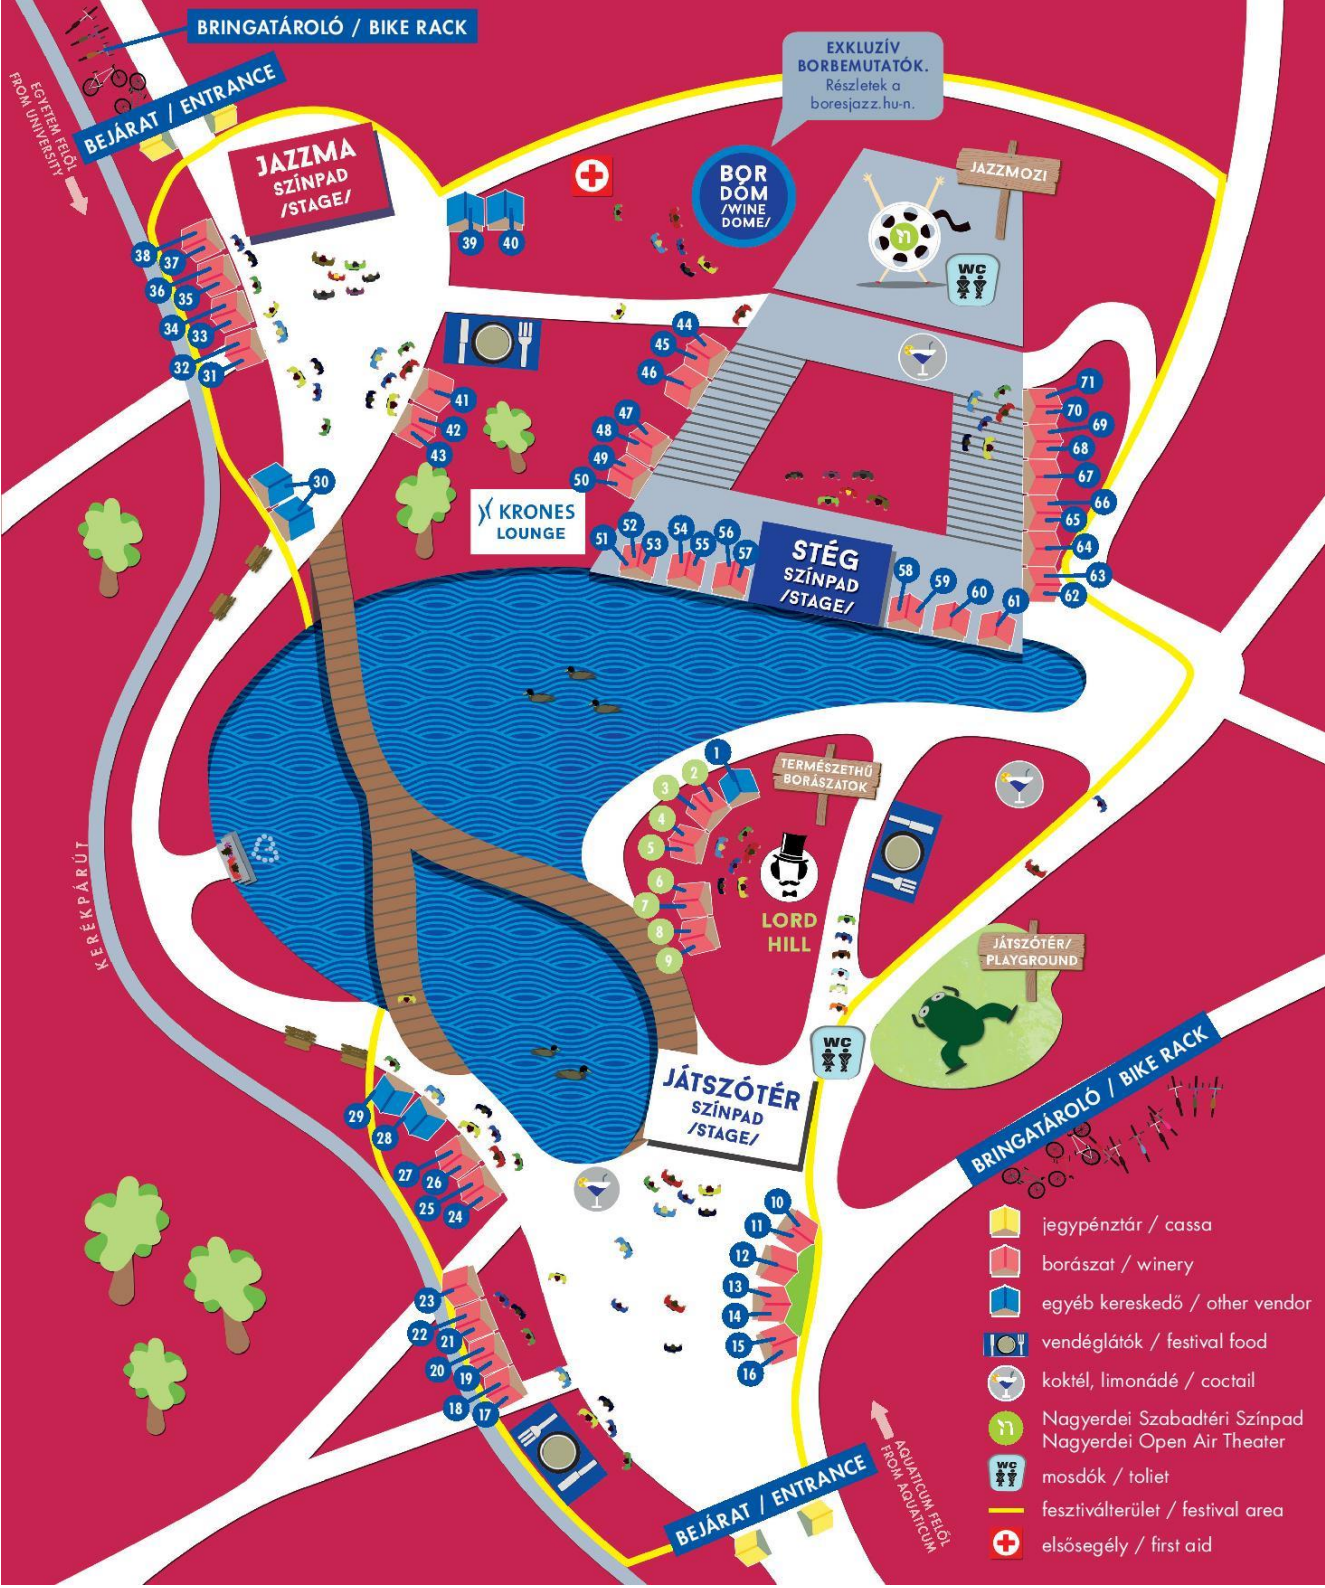 BRINGATÁROLÓ / BIKE RACK
EGYETEM FELŐL
FROM UNIVERSITY
BEJÁRAT / ENTRANCE
JAZZMA
SZÍNPAD
/STAGE/
EXKLUZÍV
BORBEMUTATÓK.
Részletek a
boresjazz.hu-n.
BOR
DÓM
/WINE
DOME/
JAZZMOZI
WC
38
37
36
35
34
33
32
31
39
40
41
42
43
44
45
46
47
48
49
50
30
KRONES
LOUNGE
51
52
53
54
55
56
57
STÉG
SZÍNPAD
/STAGE/
58
59
60
61
71
70
69
68
67
66
65
64
63
62
1
2
3
4
5
6
7
8
9
TERMÉSZETHŰ
BORÁSZATOK
LORD
HILL
KERÉKPÁRÚT
JÁTSZÓTÉR/
PLAYGROUND
WC
JÁTSZÓTÉR
SZÍNPAD
/STAGE/
BRINGATÁROLÓ / BIKE RACK
29
28
27
26
25
24
23
22
21
20
19
18
17
10
11
12
13
14
15
16
BEJÁRAT / ENTRANCE
AQUATICUM FELŐL
FROM AQUATICUM
jegypénztár / cassa
borászat / winery
egyéb kereskedő / other vendor
vendéglátók / festival food
koktél, limonádé / coctail
Nagyerdei Szabadtéri Színpad
Nagyerdei Open Air Theater
WC
mosdók / toliet
fesztiválterület / festival area
elsősegély / first aid